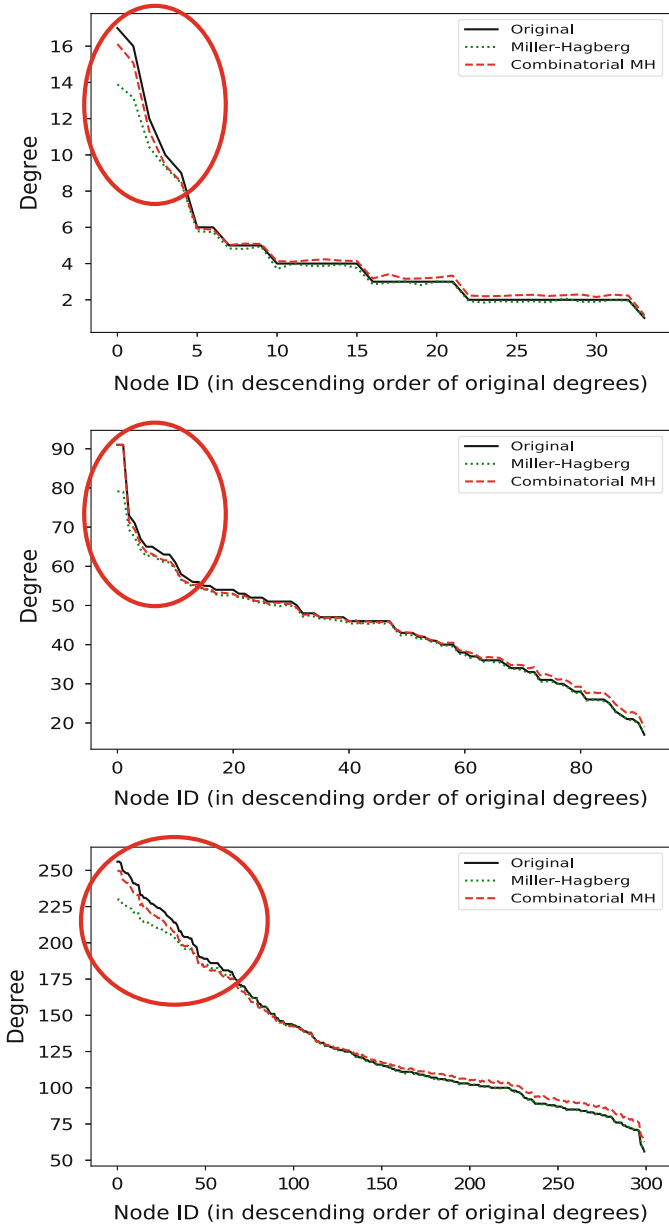 16
14
12
10
8
6
4
2
Degree
Original
Miller-Hagberg
Combinatorial MH
0 5 10 15 20 25 30
Node ID (in descending order of original degrees)
90
80
70
60
50
40
30
20
Degree
Original
Miller-Hagberg
Combinatorial MH
0 20 40 60 80
Node ID (in descending order of original degrees)
250
225
200
175
150
125
100
75
50
Degree
Original
Miller-Hagberg
Combinatorial MH
0 50 100 150 200 250 300
Node ID (in descending order of original degrees)